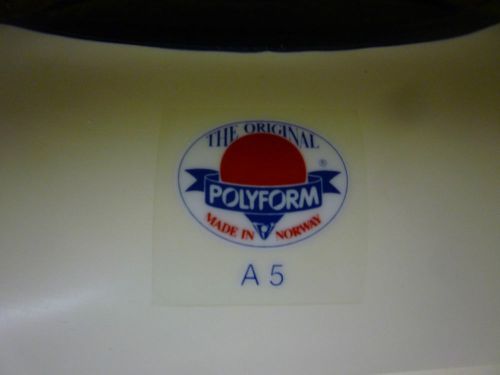 THE ORIGINAL
®
POLYFORM
MADE IN NORWAY
A 5